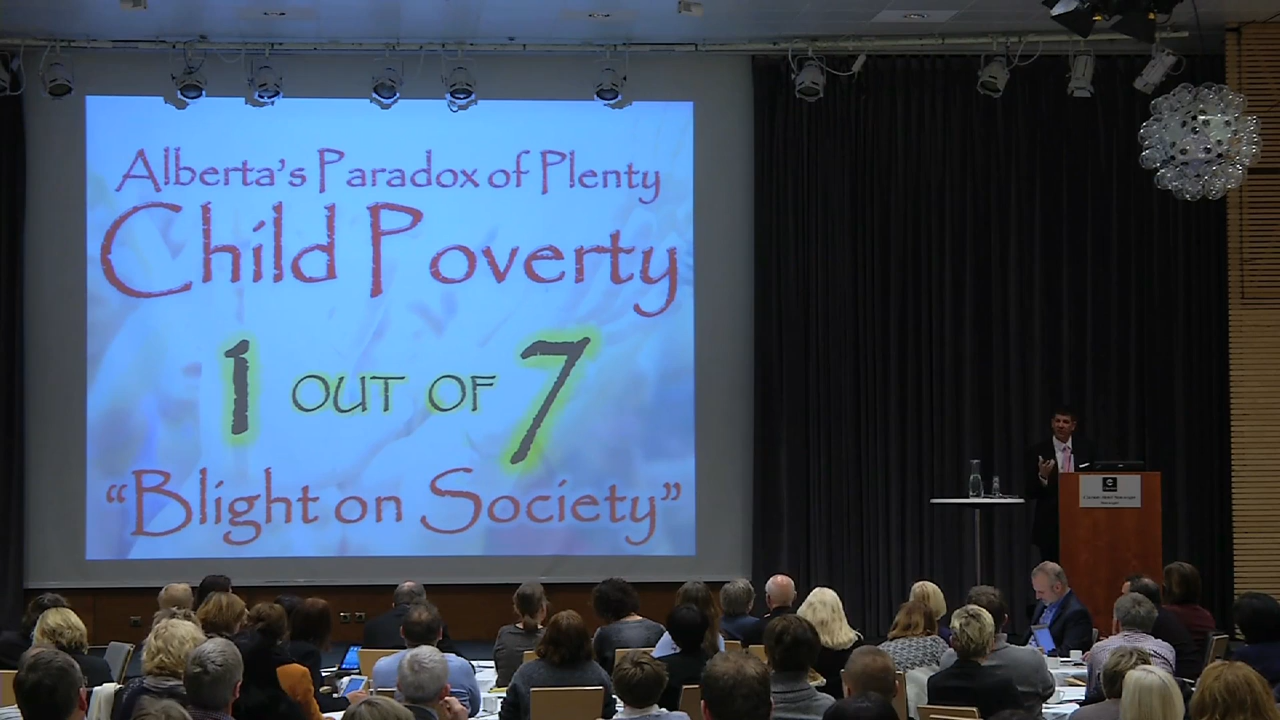 Alberta's Paradox of Plenty
Child Poverty
1 OUT OF 7
“Blight on Society”